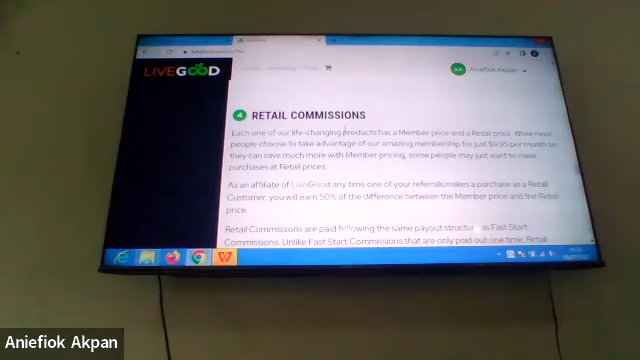 LIVEGOOD
Aniefiok Akpan
4 RETAIL COMMISSIONS
Each one of our life-changing products has a Member price and a Retail price. While most
people choose to take advantage of our amazing membership for just $9.95 per month so
they can save much more with Member pricing, some people may just want to make
purchases at Retail prices.
As an affiliate of LiveGood any time one of your referrals makes a purchase as a Retail
Customer, you will earn 50% of the difference between the Member price and the Retail
price.
Retail Commissions are paid following the same payout structure as Fast Start
Commissions. Unlike Fast Start Commissions that are only paid out one time, Retail
Aniefiok Akpan